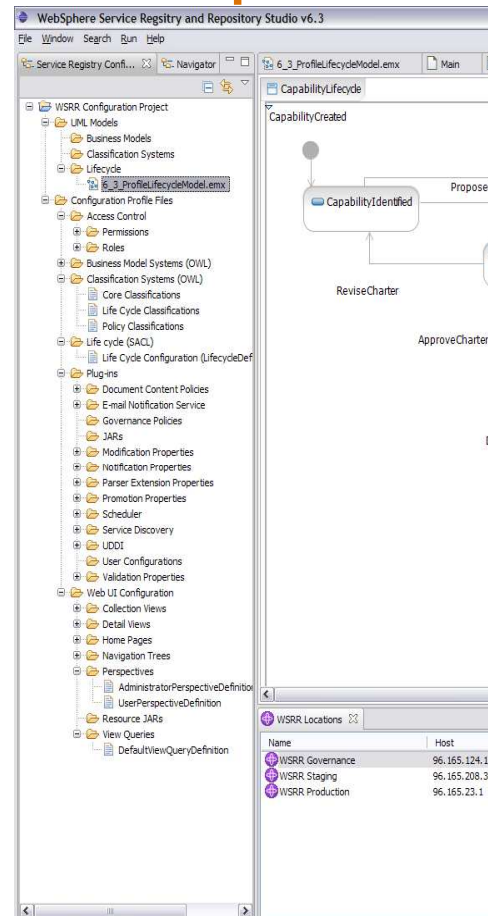 WebSphere Service Regsitry and Repository Studio v6.3
File Window Search Run Help
Service Registry Confi...
Navigator
WSRR Configuration Project
UML Models
Business Models
Classification Systems
Lifecycle
6_3_ProfileLifecycleModel.emx
Configuration Profile Files
Access Control
Permissions
Roles
Business Model Systems (OWL)
Classification Systems (OWL)
Core Classifications
Life Cycle Classifications
Policy Classifications
Life cycle (SACL)
Life Cycle Configuration (LifecycleDef
Plug-ins
Document Content Policies
E-mail Notification Service
Governance Policies
JARs
Modification Properties
Notification Properties
Parser Extension Properties
Promotion Properties
Scheduler
Service Discovery
UDDI
User Configurations
Validation Properties
Web UI Configuration
Collection Views
Detail Views
Home Pages
Navigation Trees
Perspectives
AdministratorPerspectiveDefinition
UserPerspectiveDefinition
Resource JARs
View Queries
DefaultViewQueryDefinition
6_3_ProfileLifecycleModel.emx
Main
CapabilityLifecycle
CapabilityCreated
Propose
CapabilityIdentified
ReviseCharter
ApproveCharter
WSRR Locations
Name Host
WSRR Governance 96.165.124.1
WSRR Staging 96.165.208.3
WSRR Production 96.165.23.1